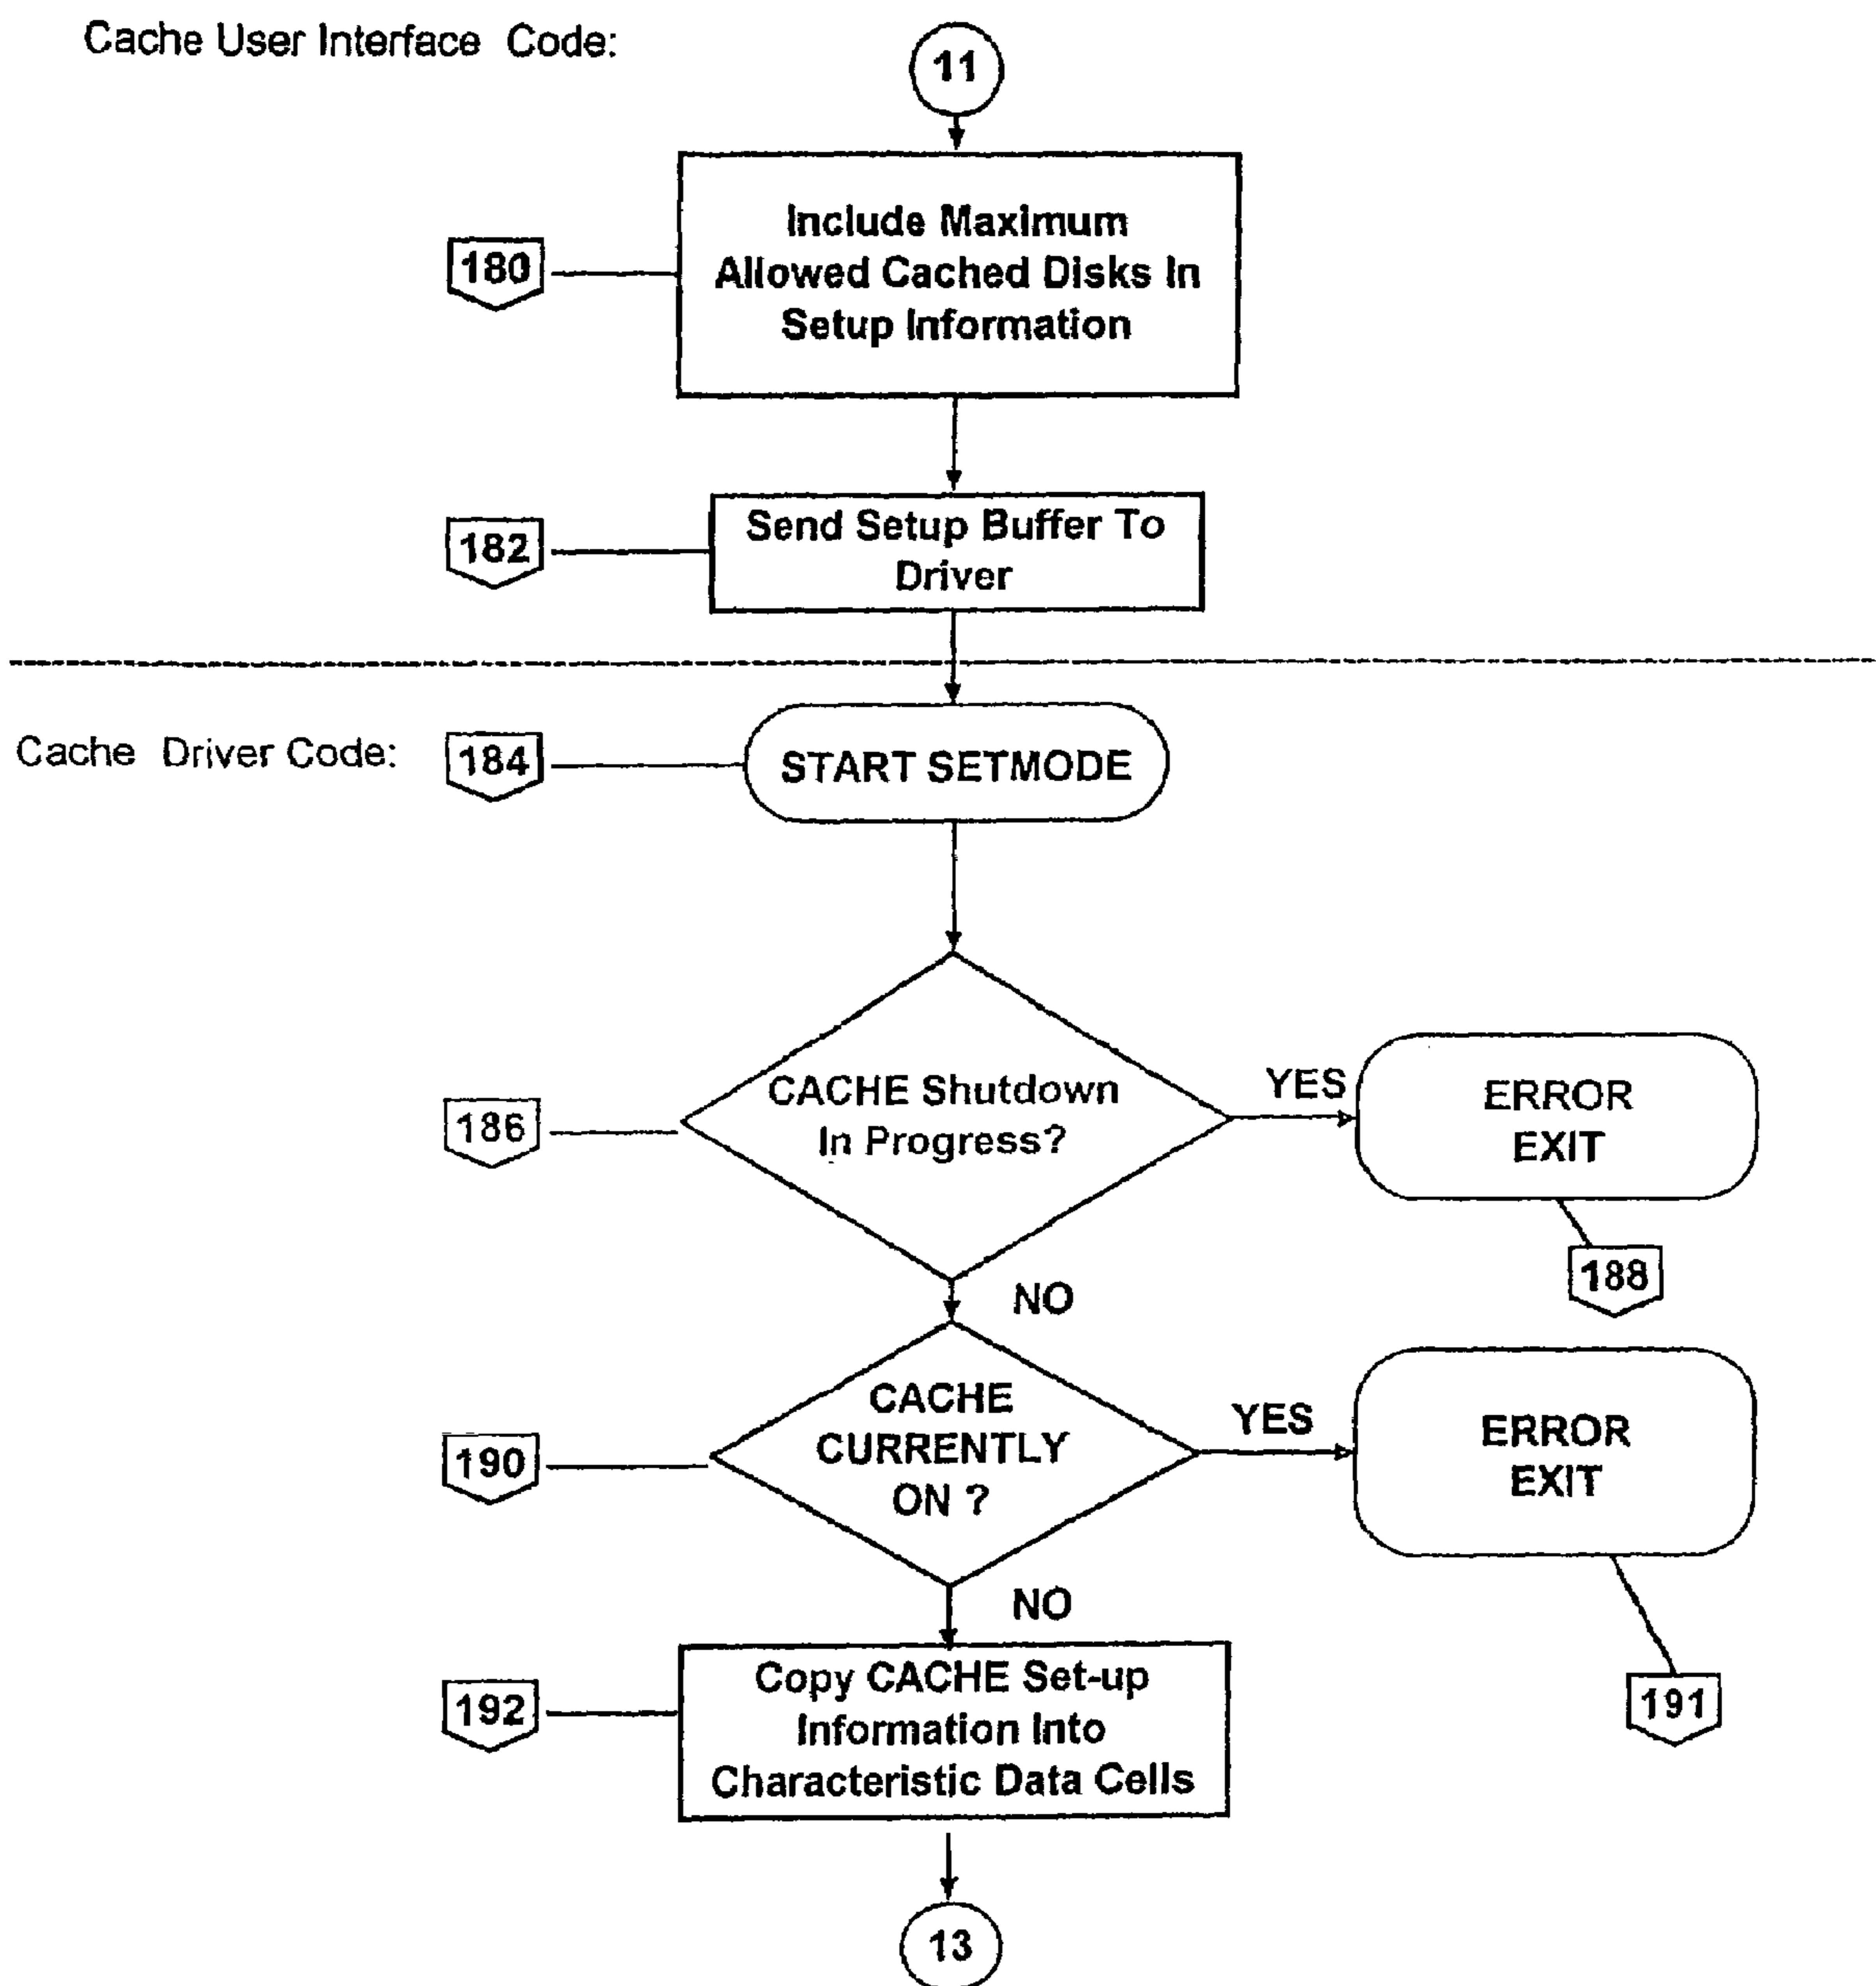 Cache User Interface Code:
11
180
Include Maximum
Allowed Cached Disks In
Setup Information
182
Send Setup Buffer To
Driver
Cache Driver Code:
184
START SETMODE
186
CACHE Shutdown
In Progress?
YES
ERROR
EXIT
188
NO
190
CACHE
CURRENTLY
ON ?
YES
ERROR
EXIT
191
NO
192
Copy CACHE Set-up
Information Into
Characteristic Data Cells
13